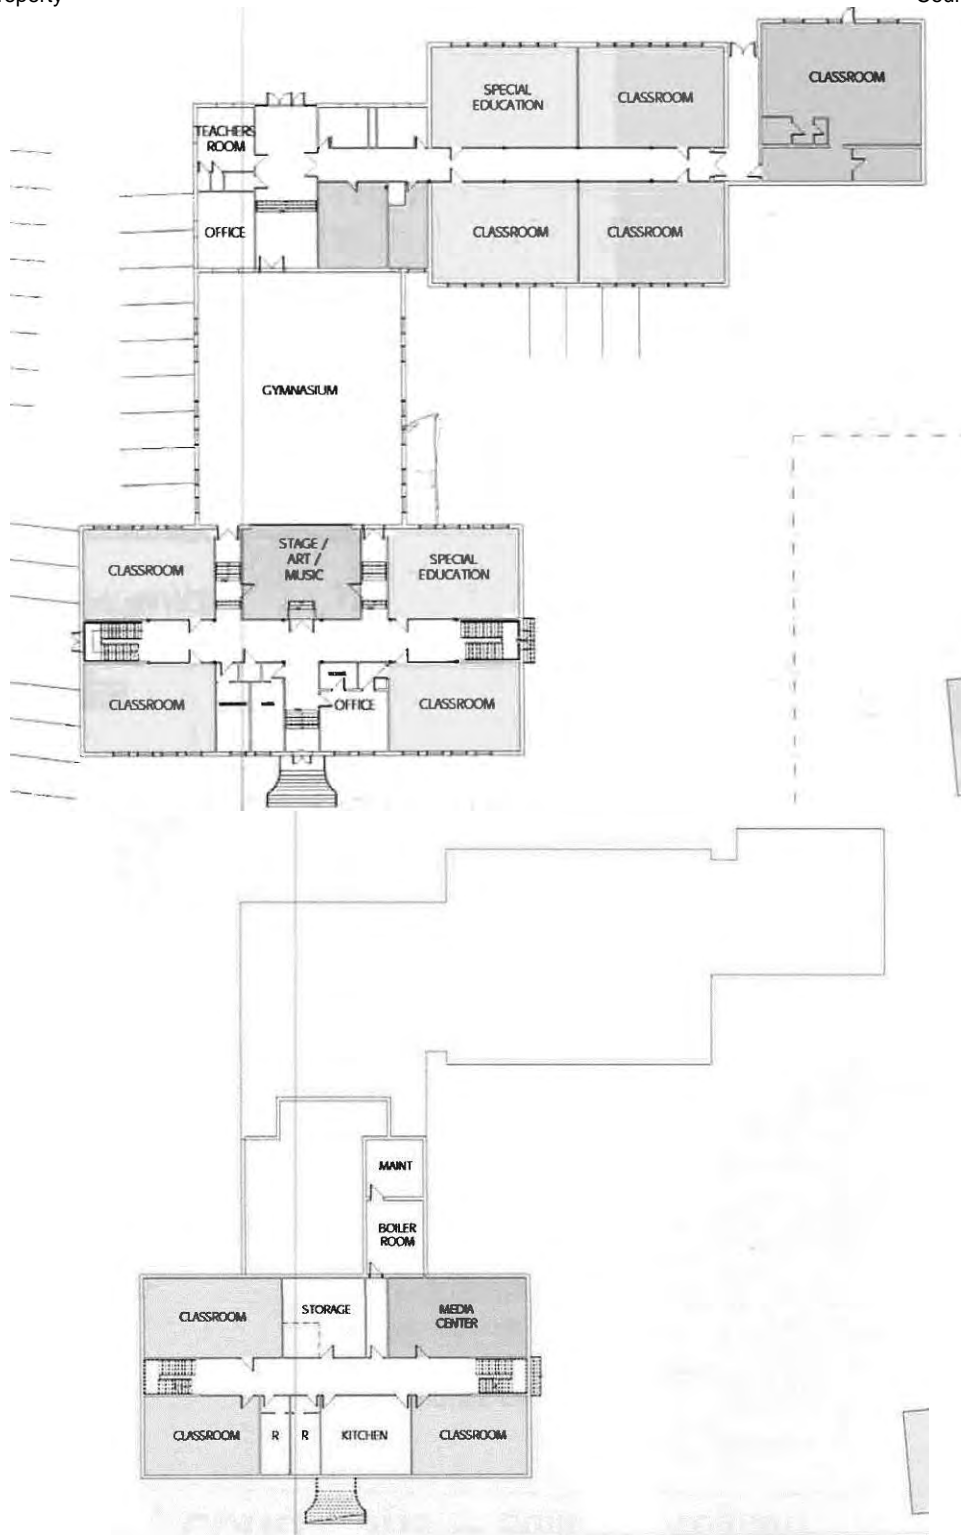 CLASSROOM
SPECIAL
EDUCATION
CLASSROOM
TEACHERS
ROOM
OFFICE
CLASSROOM
CLASSROOM
GYMNASIUM
STAGE /
ART /
MUSIC
CLASSROOM
SPECIAL
EDUCATION
CLASSROOM
OFFICE
CLASSROOM
MAINT
BOILER
ROOM
CLASSROOM
STORAGE
MEDIA
CENTER
CLASSROOM
R
R
KITCHEN
CLASSROOM